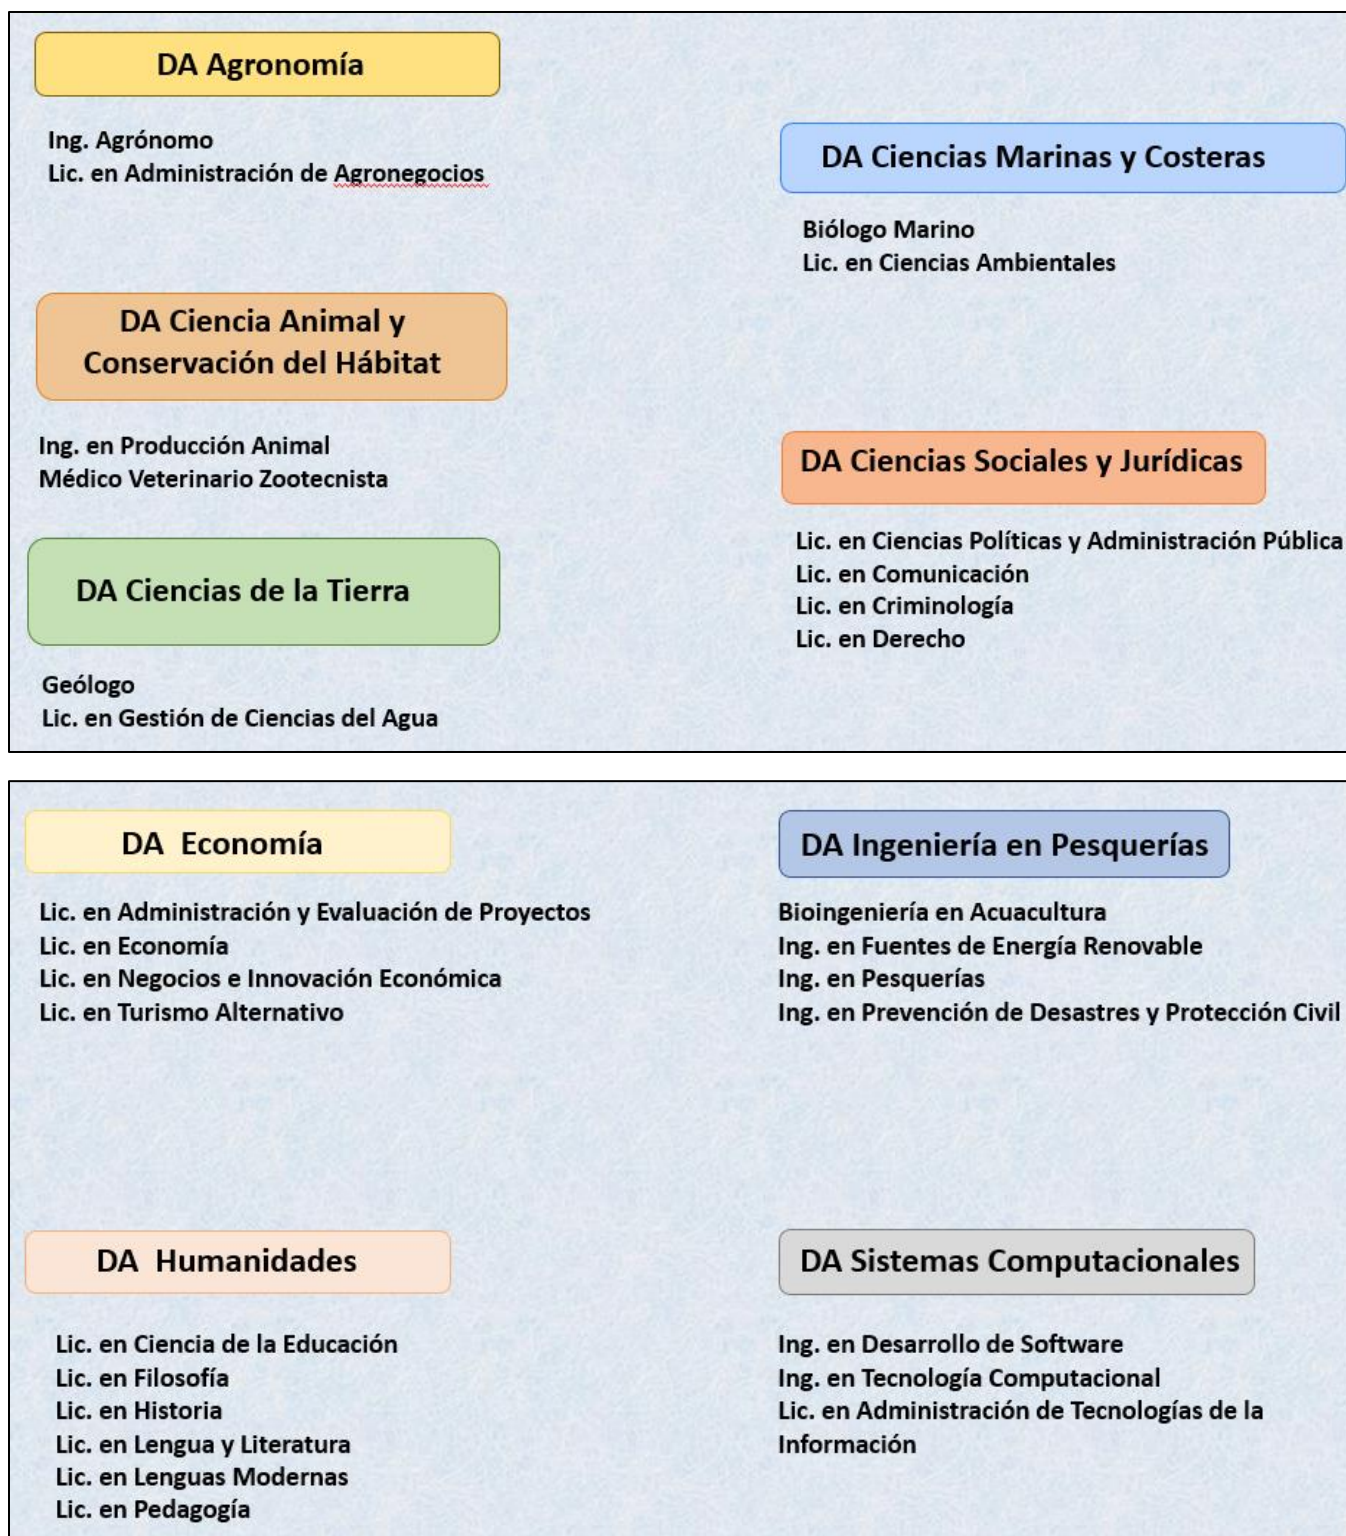 DA Agronomía
Ing. Agrónomo
Lic. en Administración de Agronegocios
DA Ciencia Animal y
Conservación del Hábitat
Ing. en Producción Animal
Médico Veterinario Zootecnista
DA Ciencias de la Tierra
Geólogo
Lic. en Gestión de Ciencias del Agua
DA Ciencias Marinas y Costeras
Biólogo Marino
Lic. en Ciencias Ambientales
DA Ciencias Sociales y Jurídicas
Lic. en Ciencias Políticas y Administración Pública
Lic. en Comunicación
Lic. en Criminología
Lic. en Derecho
DA Economía
Lic. en Administración y Evaluación de Proyectos
Lic. en Economía
Lic. en Negocios e Innovación Económica
Lic. en Turismo Alternativo
DA Humanidades
Lic. en Ciencia de la Educación
Lic. en Filosofía
Lic. en Historia
Lic. en Lengua y Literatura
Lic. en Lenguas Modernas
Lic. en Pedagogía
DA Ingeniería en Pesquerías
Bioingeniería en Acuacultura
Ing. en Fuentes de Energía Renovable
Ing. en Pesquerías
Ing. en Prevención de Desastres y Protección Civil
DA Sistemas Computacionales
Ing. en Desarrollo de Software
Ing. en Tecnología Computacional
Lic. en Administración de Tecnologías de la
Información